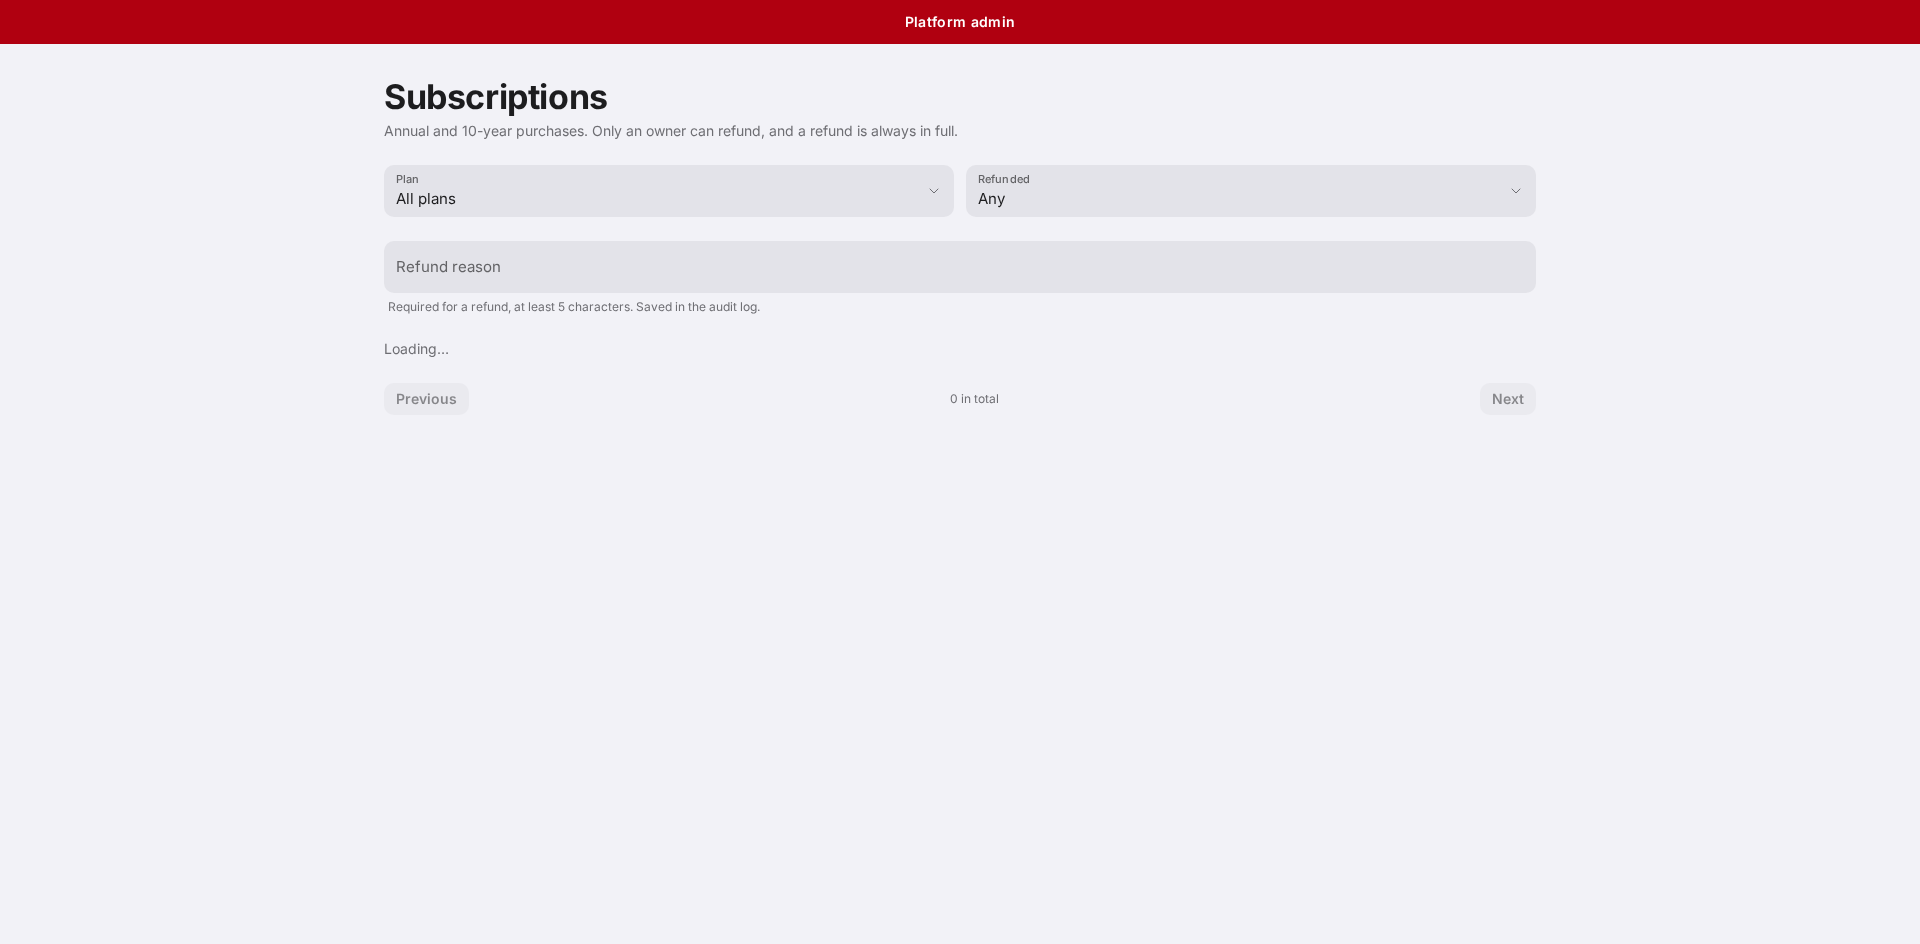 Platform admin
Subscriptions
Annual and 10-year purchases. Only an owner can refund, and a refund is always in full.
Plan
All plans
Refunded
Any
Refund reason
Required for a refund, at least 5 characters. Saved in the audit log.
Loading...
Previous
0 in total
Next